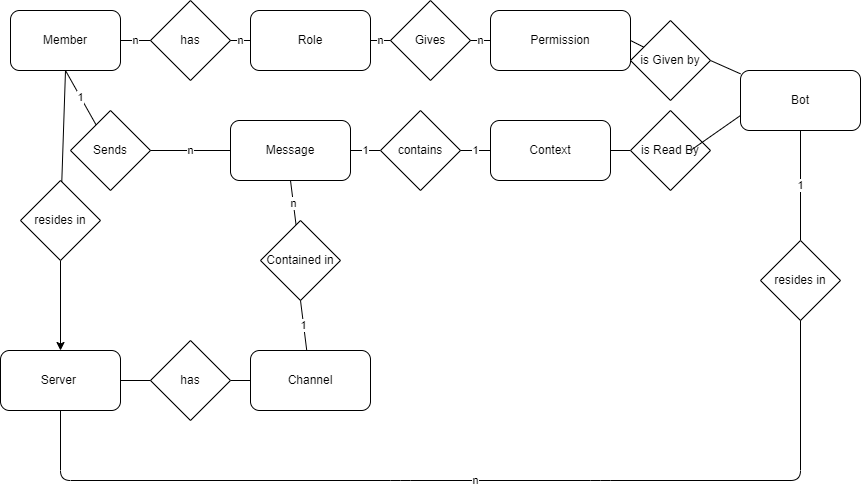 Member
n
has
n
Role
n
Gives
n
Permission
is Given by
Bot
1
Sends
n
Message
1
contains
1
Context
is Read By
1
n
resides in
Contained in
resides in
1
Server
has
Channel
n